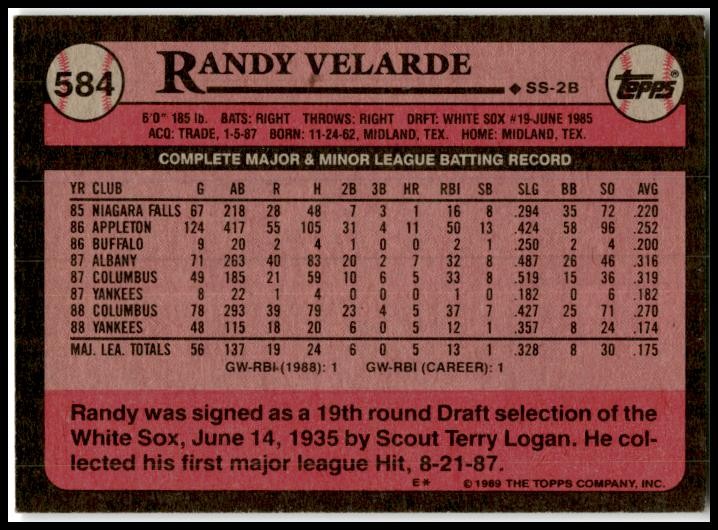 584
RANDY VELARDE
SS-2B
topps®
6'0" 185 lb. BATS: RIGHT THROWS: RIGHT DRFT: WHITE SOX #19-JUNE 1985
ACQ: TRADE, 1-5-87 BORN: 11-24-62, MIDLAND, TEX. HOME: MIDLAND, TEX.
COMPLETE MAJOR & MINOR LEAGUE BATTING RECORD
YR CLUB G AB R H 2B 3B HR RBI SB SLG BB SO AVG
85 NIAGARA FALLS 67 218 28 48 7 3 1 16 8 .294 35 72 .220
86 APPLETON 124 417 55 105 31 4 11 50 13 .424 58 96 .252
86 BUFFALO 9 20 2 4 1 0 0 2 1 .250 2 4 .200
87 ALBANY 71 263 40 83 20 2 7 32 8 .487 26 46 .316
87 COLUMBUS 49 185 21 59 10 6 5 33 8 .519 15 36 .319
87 YANKEES 8 22 1 4 0 0 0 1 0 .182 0 6 .182
88 COLUMBUS 78 293 39 79 23 4 5 37 7 .427 25 71 .270
88 YANKEES 48 115 18 20 6 0 5 12 1 .357 8 24 .174
MAJ. LEA. TOTALS 56 137 19 24 6 0 5 13 1 .328 8 30 .175
GW-RBI (1988): 1 GW-RBI (CAREER): 1
Randy was signed as a 19th round Draft selection of the
White Sox, June 14, 1935 by Scout Terry Logan. He col-
lected his first major league Hit, 8-21-87.
E* © 1989 THE TOPPS COMPANY, INC.